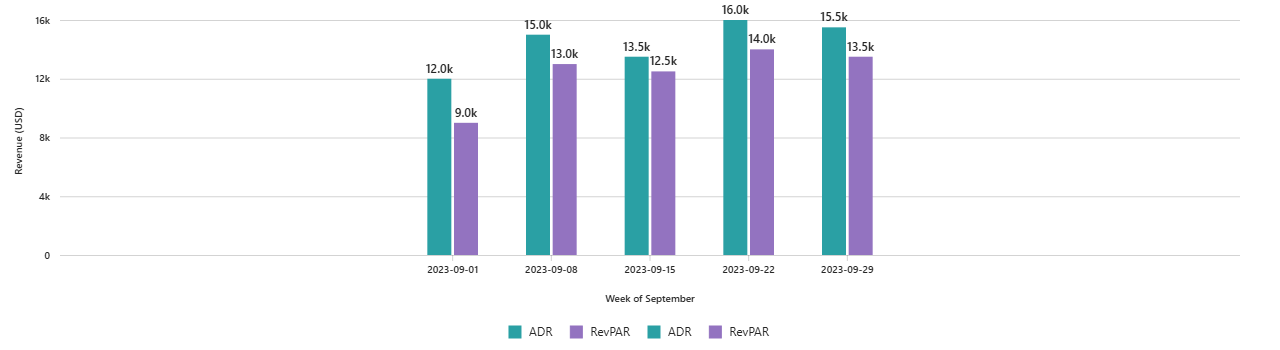 16k
12k
8k
4k
0
Revenue (USD)
12.0k
9.0k
15.0k
13.0k
13.5k
12.5k
16.0k
14.0k
15.5k
13.5k
2023-09-01
2023-09-08
2023-09-15
2023-09-22
2023-09-29
Week of September
ADR RevPAR ADR RevPAR